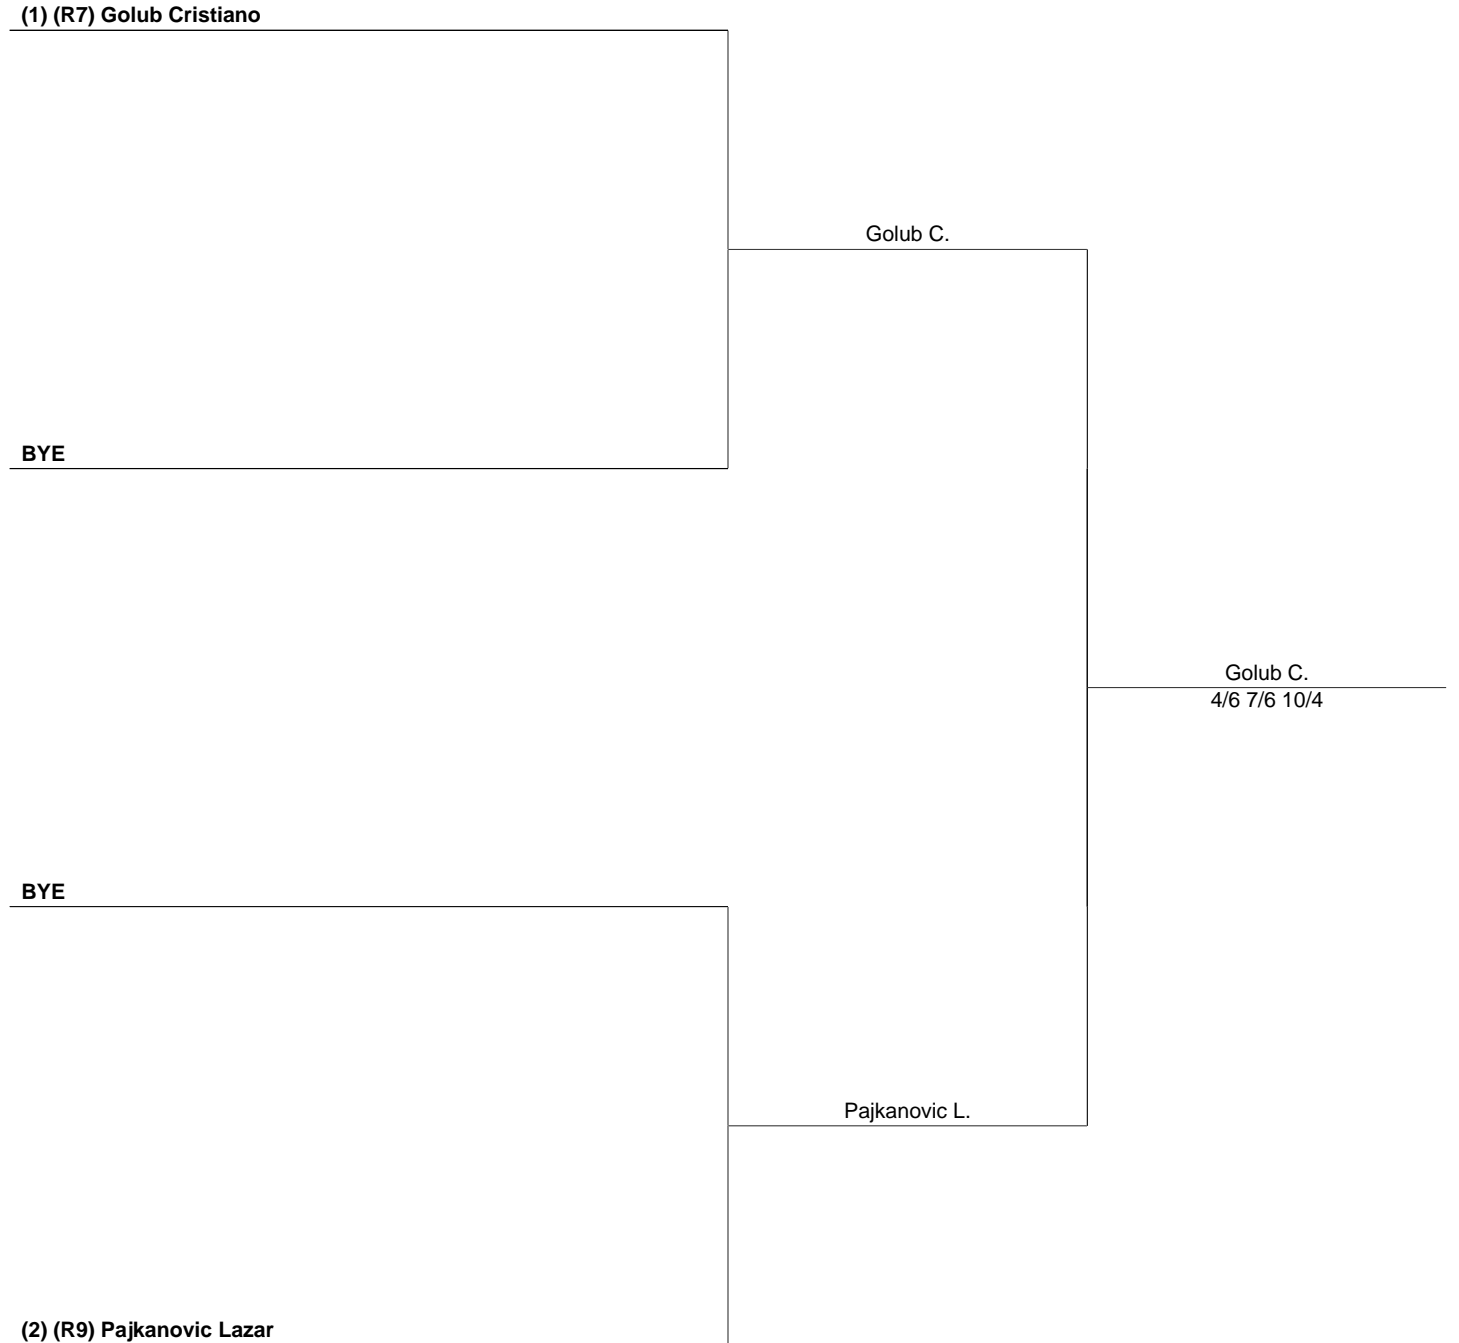 (1) (R7) Golub Cristiano
Golub C.
BYE
Golub C.
4/6 7/6 10/4
BYE
Pajkanovic L.
(2) (R9) Pajkanovic Lazar